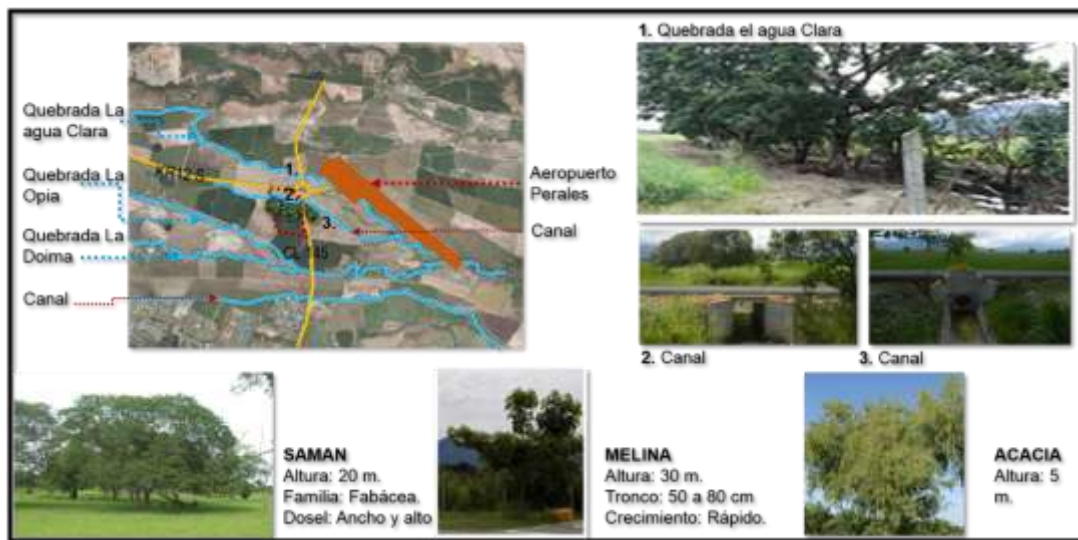 1. Quebrada el agua Clara
Quebrada La
agua Clara
Quebrada La
Opia
Quebrada La
Doima
Canal
1.
2.
3.
Aeropuerto
Perales
Canal
2. Canal
3. Canal
SAMAN
Altura: 20 m.
Familia: Fabácea.
Dosel: Ancho y alto
MELINA
Altura: 30 m.
Tronco: 50 a 80 cm
Crecimiento: Rápido.
ACACIA
Altura: 5
m.